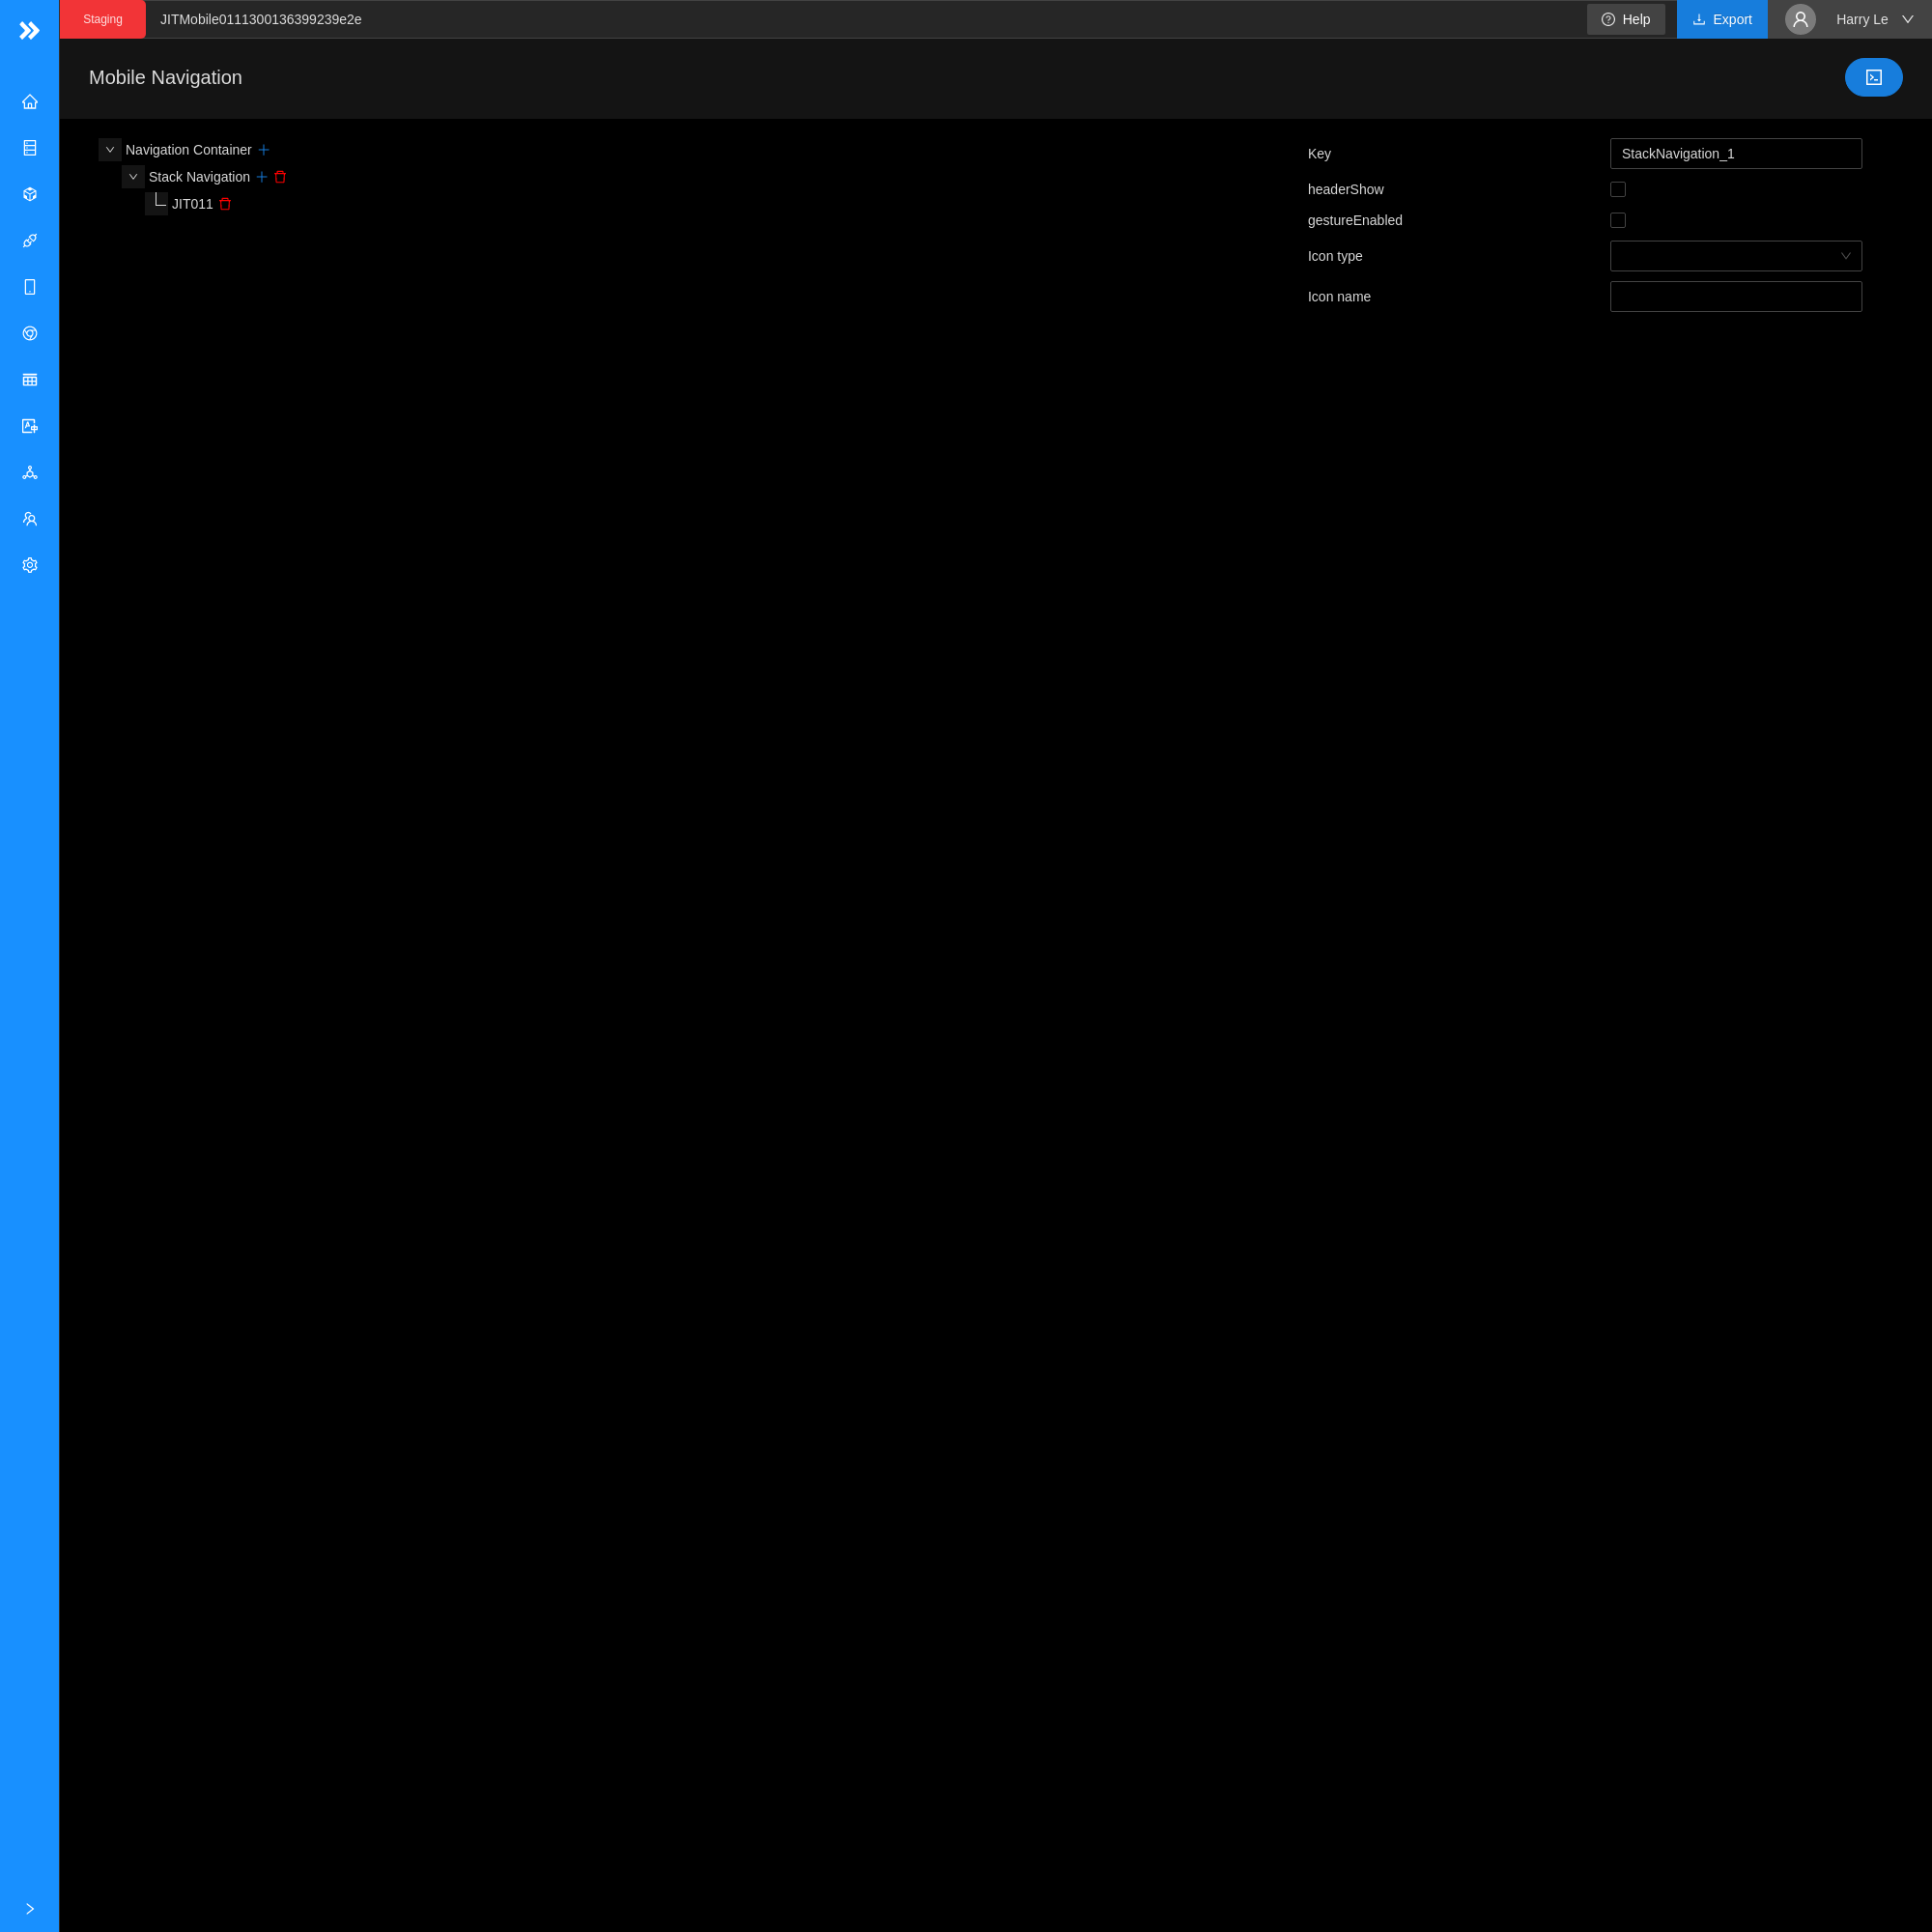 Staging
JITMobile0111300136399239e2e
Help
Export
Harry Le
Mobile Navigation
Navigation Container
Stack Navigation
JIT011
Key
StackNavigation_1
headerShow
gestureEnabled
Icon type
Icon name